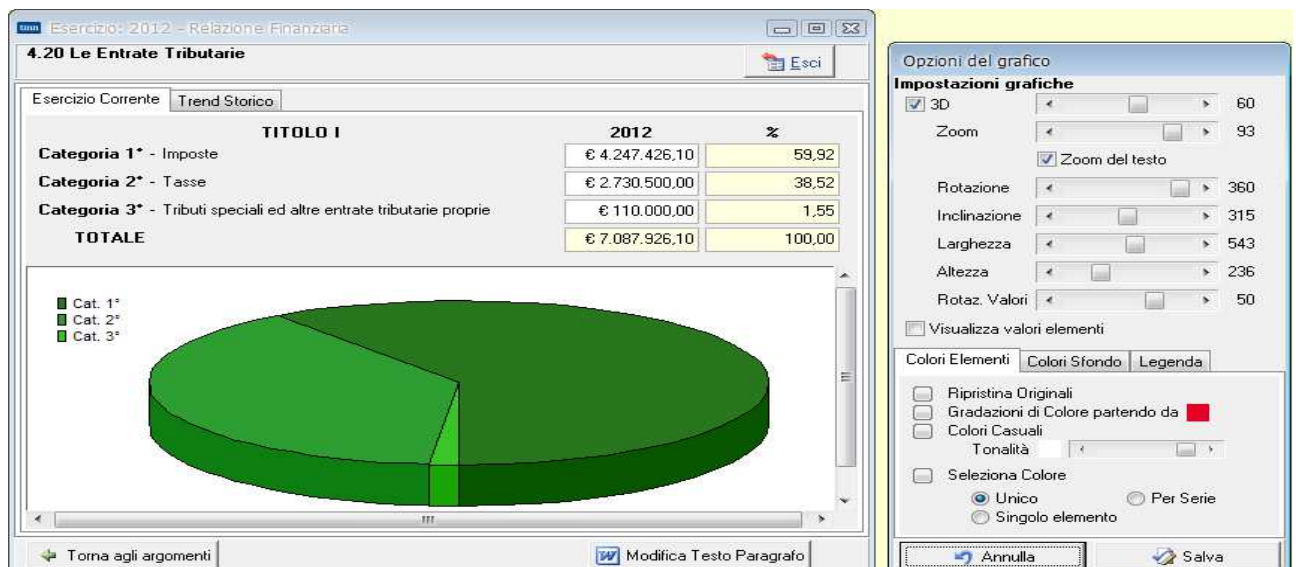 tinn Esercizio: 2012 - Relazione Finanziaria
4.20 Le Entrate Tributarie
Esci
Esercizio Corrente Trend Storico
TITOLO I 2012 %
Categoria 1° - Imposte € 4.247.426,10 59,92
Categoria 2° - Tasse € 2.730.500,00 38,52
Categoria 3° - Tributi speciali ed altre entrate tributarie proprie € 110.000,00 1,55
TOTALE € 7.087.926,10 100,00
Cat. 1°
Cat. 2°
Cat. 3°
Torna agli argomenti Modifica Testo Paragrafo
Opzioni del grafico
Impostazioni grafiche
3D 60
Zoom 93
Zoom del testo
Rotazione 360
Inclinazione 315
Larghezza 543
Altezza 236
Rotaz. Valori 50
Visualizza valori elementi
Colori Elementi Colori Sfondo Legenda
Ripristina Originali
Gradazioni di Colore partendo da
Colori Casuali
Tonalità
Seleziona Colore
Unico Per Serie
Singolo elemento
Annulla Salva